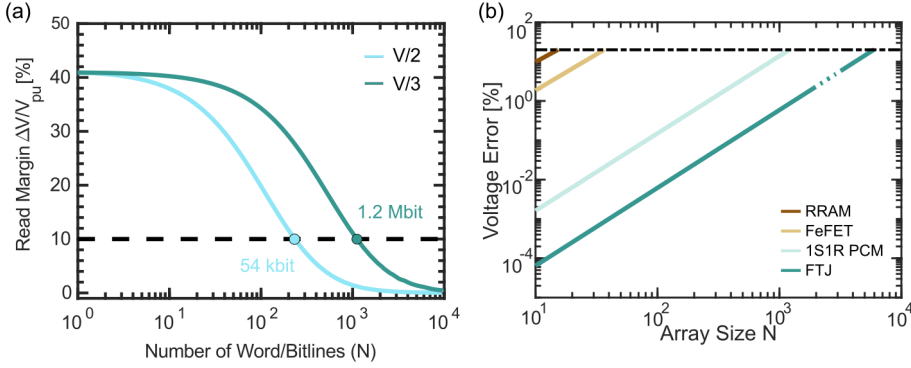 (a)
50
40
30
20
10
0
Read Margin ΔV/Vpu [%]
V/2
V/3
1.2 Mbit
54 kbit
10^0
10^1
10^2
10^3
10^4
Number of Word/Bitlines (N)
(b)
10^2
10^0
10^-2
10^-4
Voltage Error [%]
RRAM
FeFET
1S1R PCM
FTJ
10^1
10^2
10^3
10^4
Array Size N